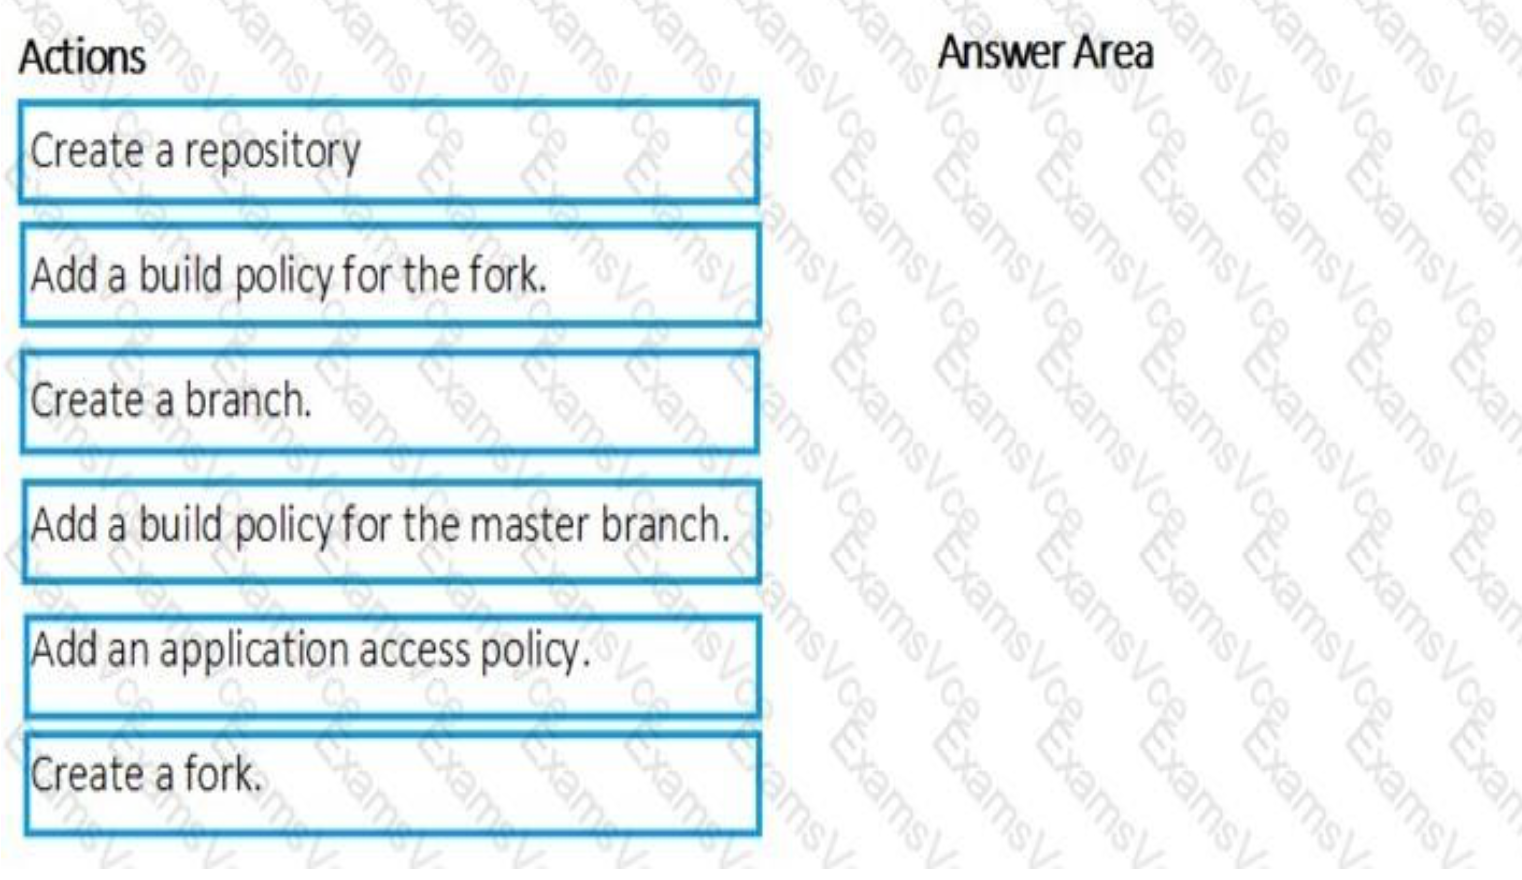 Actions
Answer Area
Create a repository
Add a build policy for the fork.
Create a branch.
Add a build policy for the master branch.
Add an application access policy.
Create a fork.
ExamsVce